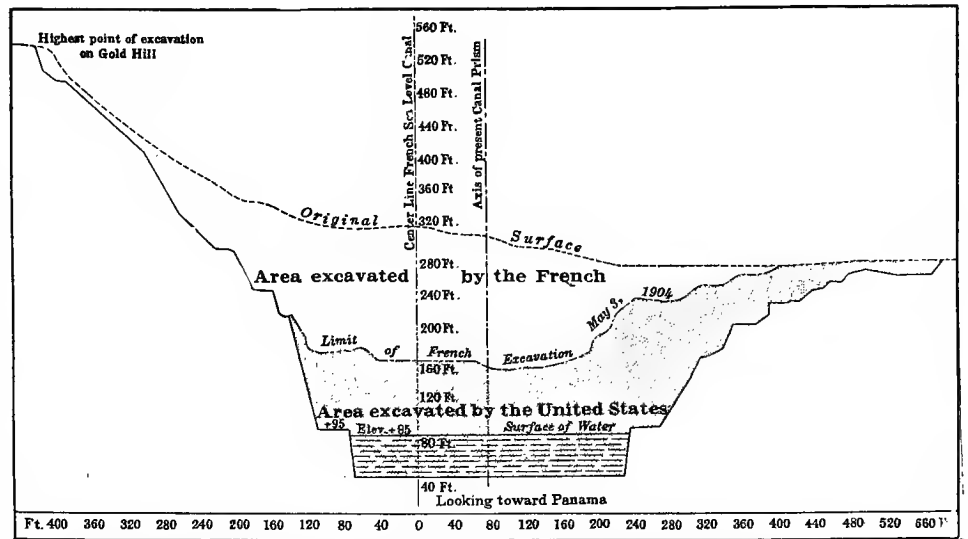 Highest point of excavation
on Gold Hill
560 Ft.
520 Ft.
480 Ft.
440 Ft.
400 Ft.
360 Ft.
320 Ft.
280 Ft.
240 Ft.
200 Ft.
160 Ft.
120 Ft.
80 Ft.
40 Ft.
Center Line French Sea Level Canal
Axis of present Canal Prism
Original Surface
Area excavated by the French
May 3, 1904
Limit of French Excavation
Area excavated by the United States
+95
Elev. +85 Surface of Water
Looking toward Panama
Ft. 400 360 320 280 240 200 160 120 80 40 0 40 80 120 160 200 240 280 320 360 400 440 480 520 560